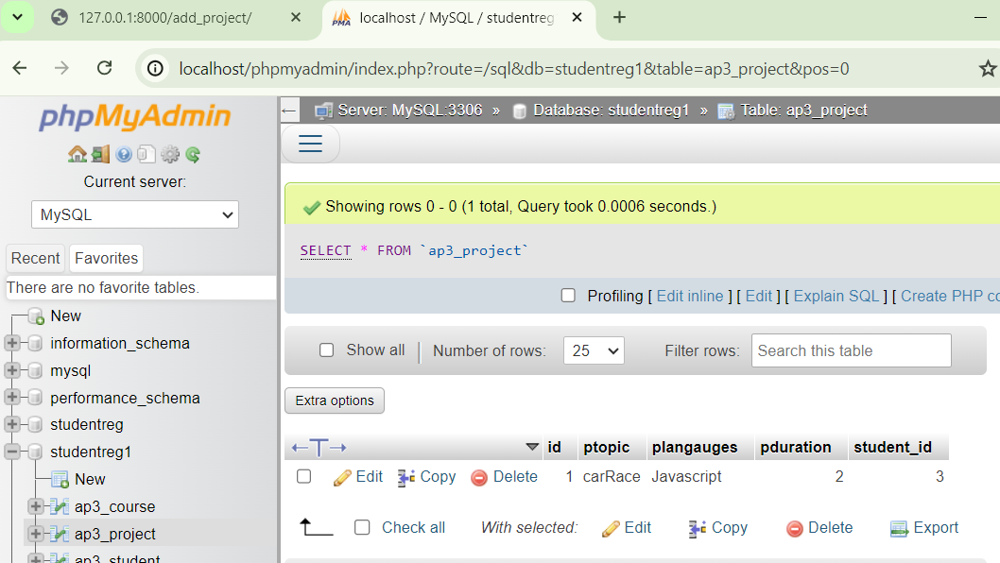 127.0.0.1:8000/add_project/
PMA localhost / MySQL / studentreg
localhost/phpmyadmin/index.php?route=/sql&db=studentreg1&table=ap3_project&pos=0
phpMyAdmin
Current server:
MySQL
Recent Favorites
There are no favorite tables.
New
information_schema
mysql
performance_schema
studentreg
studentreg1
New
ap3_course
ap3_project
ap3_student
Server: MySQL:3306 » Database: studentreg1 » Table: ap3_project
Showing rows 0 - 0 (1 total, Query took 0.0006 seconds.)
SELECT * FROM `ap3_project`
Profiling [ Edit inline ] [ Edit ] [ Explain SQL ] [ Create PHP co
Show all | Number of rows: 25 Filter rows: Search this table
Extra options
←T→ id ptopic plangauges pduration student_id
Edit Copy Delete 1 carRace Javascript 2 3
Check all With selected: Edit Copy Delete Export